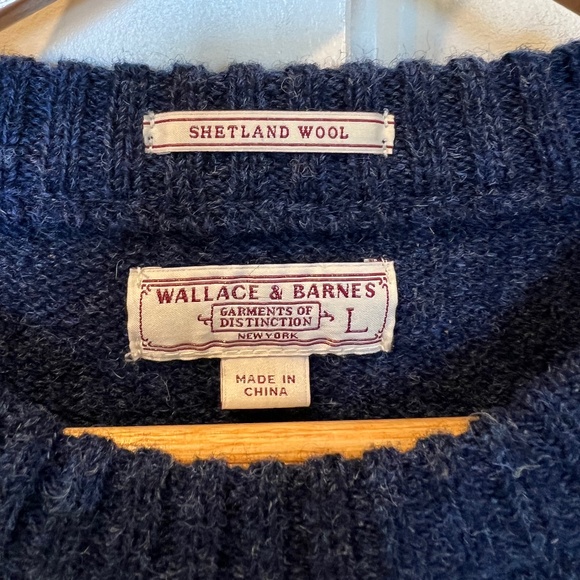 SHETLAND WOOL
WALLACE & BARNES
GARMENTS OF
DISTINCTION
NEW YORK
L
MADE IN
CHINA